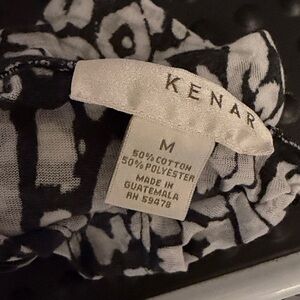 KENAR
M
50% COTTON
50% POLYESTER
MADE IN
GUATEMALA
RN 59478